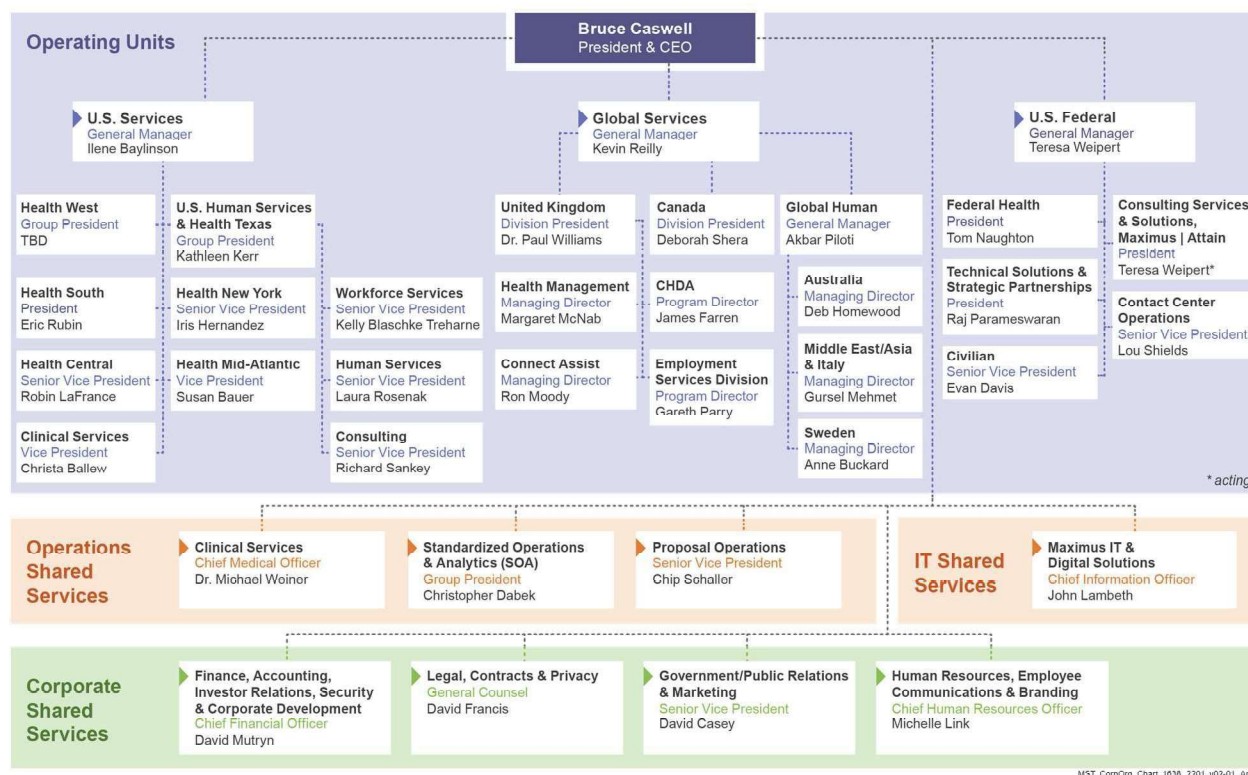 Operating Units
Bruce Caswell
President & CEO
U.S. Services
General Manager
Ilene Baylinson
Global Services
General Manager
Kevin Reilly
U.S. Federal
General Manager
Teresa Weipert
Health West
Group President
TBD
U.S. Human Services
& Health Texas
Group President
Kathleen Kerr
Health South
President
Eric Rubin
Health New York
Senior Vice President
Iris Hernandez
Workforce Services
Senior Vice President
Kelly Blaschke Treharne
Health Central
Senior Vice President
Robin LaFrance
Health Mid-Atlantic
Vice President
Susan Bauer
Human Services
Senior Vice President
Laura Rosenak
Clinical Services
Vice President
Christa Ballew
Consulting
Senior Vice President
Richard Sankey
United Kingdom
Division President
Dr. Paul Williams
Canada
Division President
Deborah Shera
Global Human
General Manager
Akbar Piloti
Health Management
Managing Director
Margaret McNab
CHDA
Program Director
James Farren
Australia
Managing Director
Deb Homewood
Connect Assist
Managing Director
Ron Moody
Employment
Services Division
Program Director
Gareth Parry
Middle East/Asia
& Italy
Managing Director
Gursel Mehmet
Sweden
Managing Director
Anne Buckard
Federal Health
President
Tom Naughton
Consulting Services
& Solutions,
Maximus | Attain
President
Teresa Weipert*
Technical Solutions &
Strategic Partnerships
President
Raj Parameswaran
Contact Center
Operations
Senior Vice President
Lou Shields
Civilian
Senior Vice President
Evan Davis
* acting
Operations
Shared
Services
Clinical Services
Chief Medical Officer
Dr. Michael Weiner
Standardized Operations
& Analytics (SOA)
Group President
Christopher Dabek
Proposal Operations
Senior Vice President
Chip Schaller
IT Shared
Services
Maximus IT &
Digital Solutions
Chief Information Officer
John Lambeth
Corporate
Shared
Services
Finance, Accounting,
Investor Relations, Security
& Corporate Development
Chief Financial Officer
David Mutryn
Legal, Contracts & Privacy
General Counsel
David Francis
Government/Public Relations
& Marketing
Senior Vice President
David Casey
Human Resources, Employee
Communications & Branding
Chief Human Resources Officer
Michelle Link